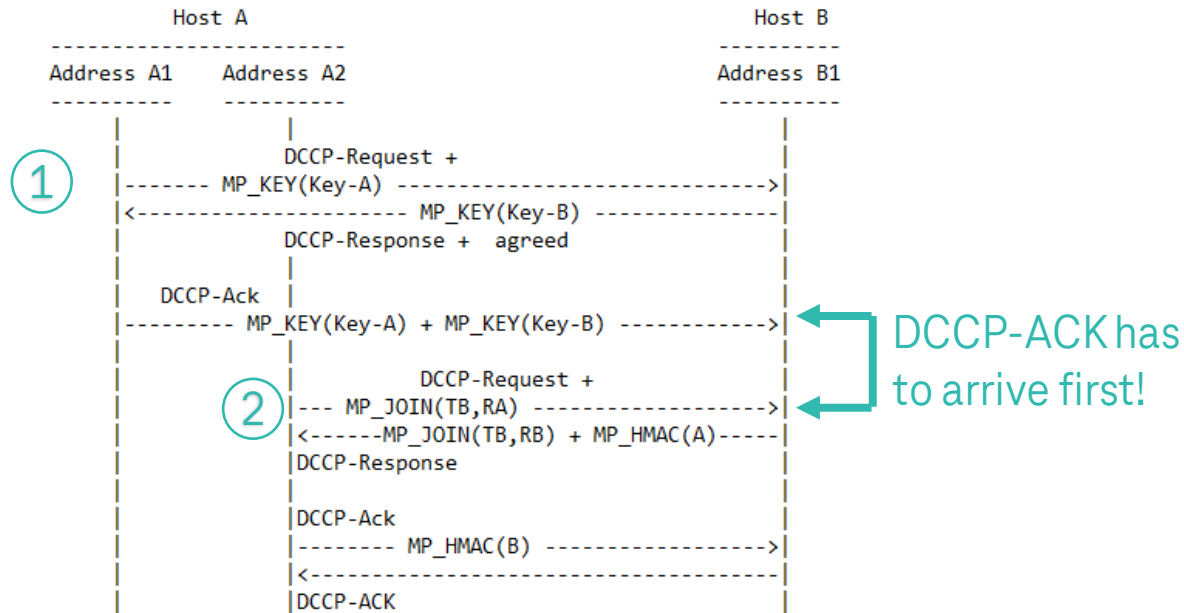 Host A                                Host B
------------------------              ----------
Address A1    Address A2              Address B1
----------    ----------              ----------
DCCP-Request +
①
|------- MP_KEY(Key-A) ------------------------------>|
|<---------------------- MP_KEY(Key-B) ---------------|
DCCP-Response +  agreed
DCCP-Ack
|--------- MP_KEY(Key-A) + MP_KEY(Key-B) ------------>|
DCCP-ACK has
to arrive first!
DCCP-Request +
②
|--- MP_JOIN(TB,RA) ------------------->|
|<------MP_JOIN(TB,RB) + MP_HMAC(A)-----|
|DCCP-Response
|DCCP-Ack
|-------- MP_HMAC(B) ------------------>|
|<--------------------------------------|
|DCCP-ACK